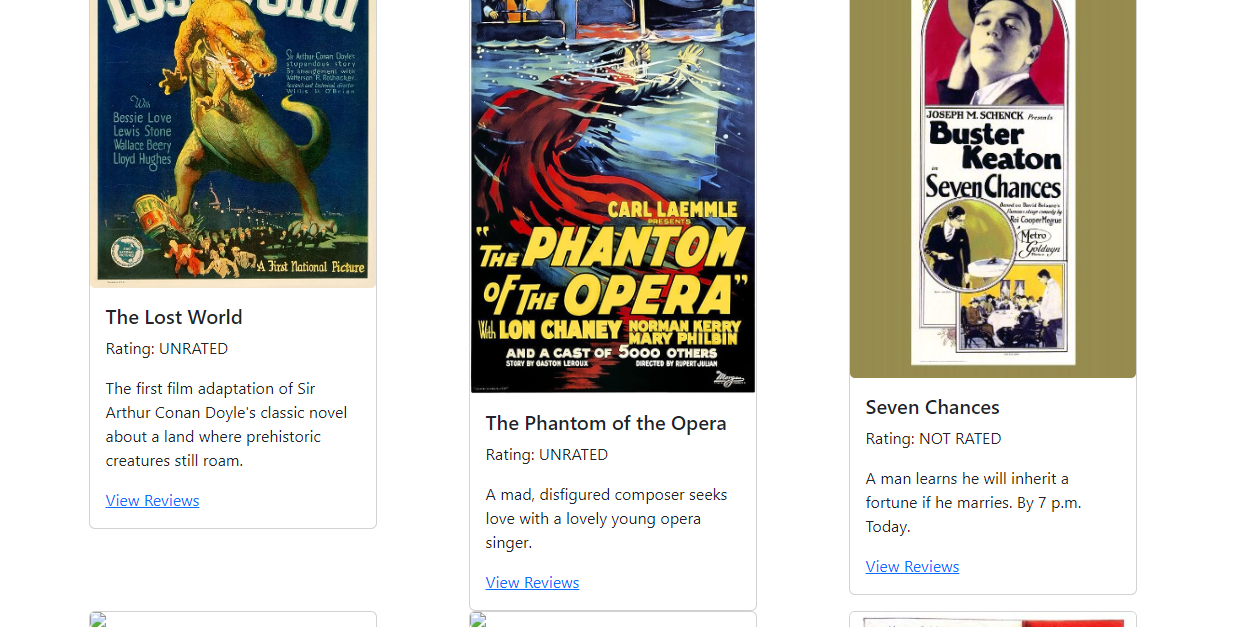 Lost World
Sir Arthur Conan Doyle's
stupendous story
By arrangement with
Watterson R. Rothacker
Research and technical director
Willis H. O'Brien
With
Bessie Love
Lewis Stone
Wallace Beery
Lloyd Hughes
A First National Picture
The Lost World
Rating: UNRATED
The first film adaptation of Sir
Arthur Conan Doyle's classic novel
about a land where prehistoric
creatures still roam.
View Reviews
CARL LAEMMLE
PRESENTS
"THE PHANTOM
OF THE OPERA"
With LON CHANEY NORMAN KERRY
MARY PHILBIN
AND A CAST OF 5000 OTHERS
STORY BY GASTON LEROUX DIRECTED BY RUPERT JULIAN
Morgan
The Phantom of the Opera
Rating: UNRATED
A mad, disfigured composer seeks
love with a lovely young opera
singer.
View Reviews
JOSEPH M. SCHENCK Presents
Buster
Keaton
in
Seven Chances
Based on David Belasco's
famous stage comedy by
Roi Cooper Megrue
Metro
Goldwyn
Seven Chances
Rating: NOT RATED
A man learns he will inherit a
fortune if he marries. By 7 p.m.
Today.
View Reviews